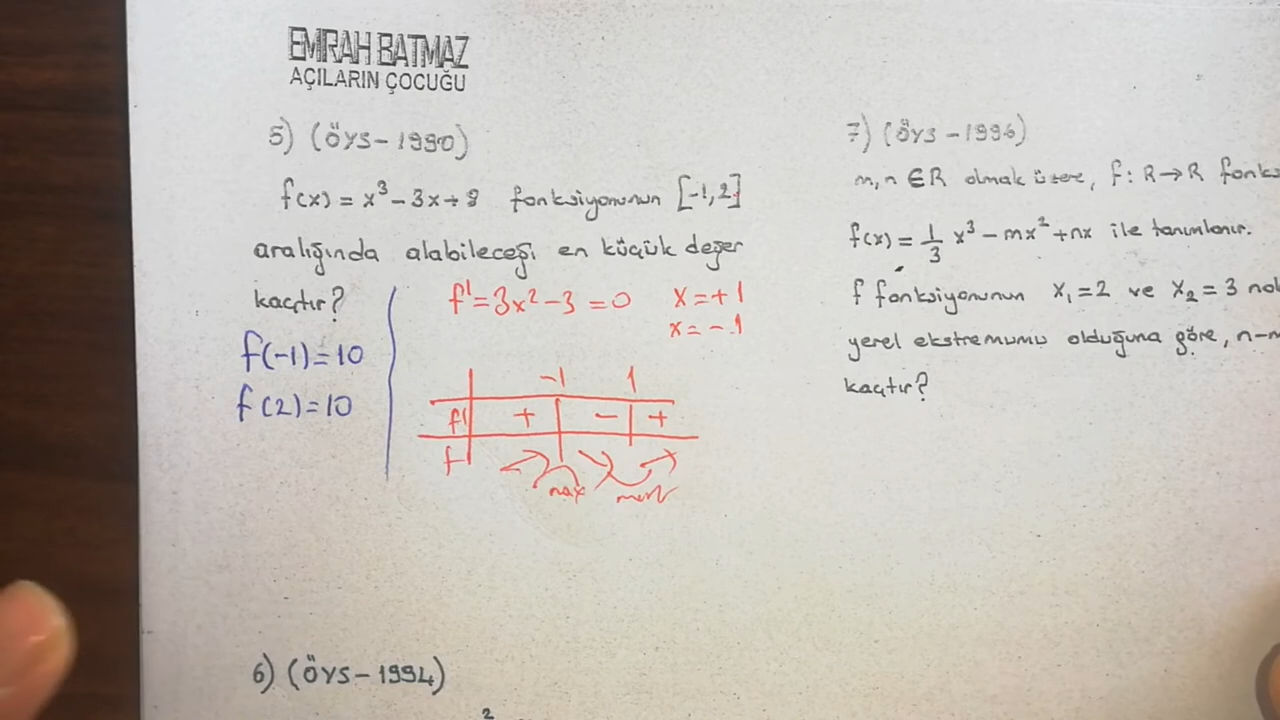 EMRAH BATMAZ
AÇILARIN ÇOCUĞU
5) (ÖYS-1990)
f(x) = x³ - 3x + 8 fonksiyonunun [-1,2]
aralığında alabileceği en küçük değer
kaçtır?
f' = 3x² - 3 = 0 x = +1
x = -1
f(-1) = 10
f(2) = 10
-1 1
f' + - +
f
max min
6) (ÖYS-1994)
2
7) (ÖYS-1996)
m, n ∈ R olmak üzere, f: R→R
f(x) = 1/3 x³ - mx² + nx ile tanımlanır.
f fonksiyonunun x₁=2 ve x₂=3
yerel ekstremumu olduğuna göre,
kaçtır?